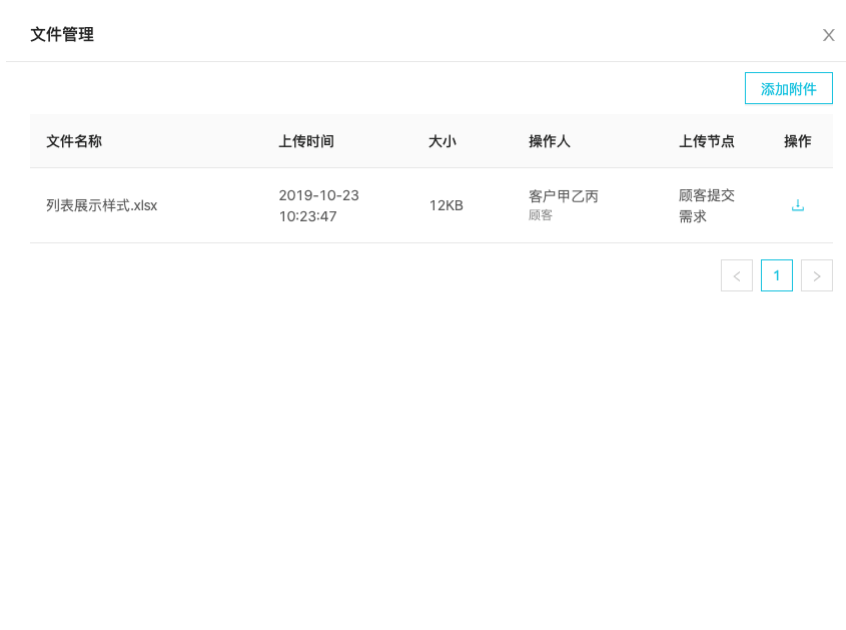 文件管理
添加附件
文件名称 上传时间 大小 操作人 上传节点 操作
列表展示样式.xlsx 2019-10-23 10:23:47 12KB 客户甲乙丙 顾客 顾客提交需求
1